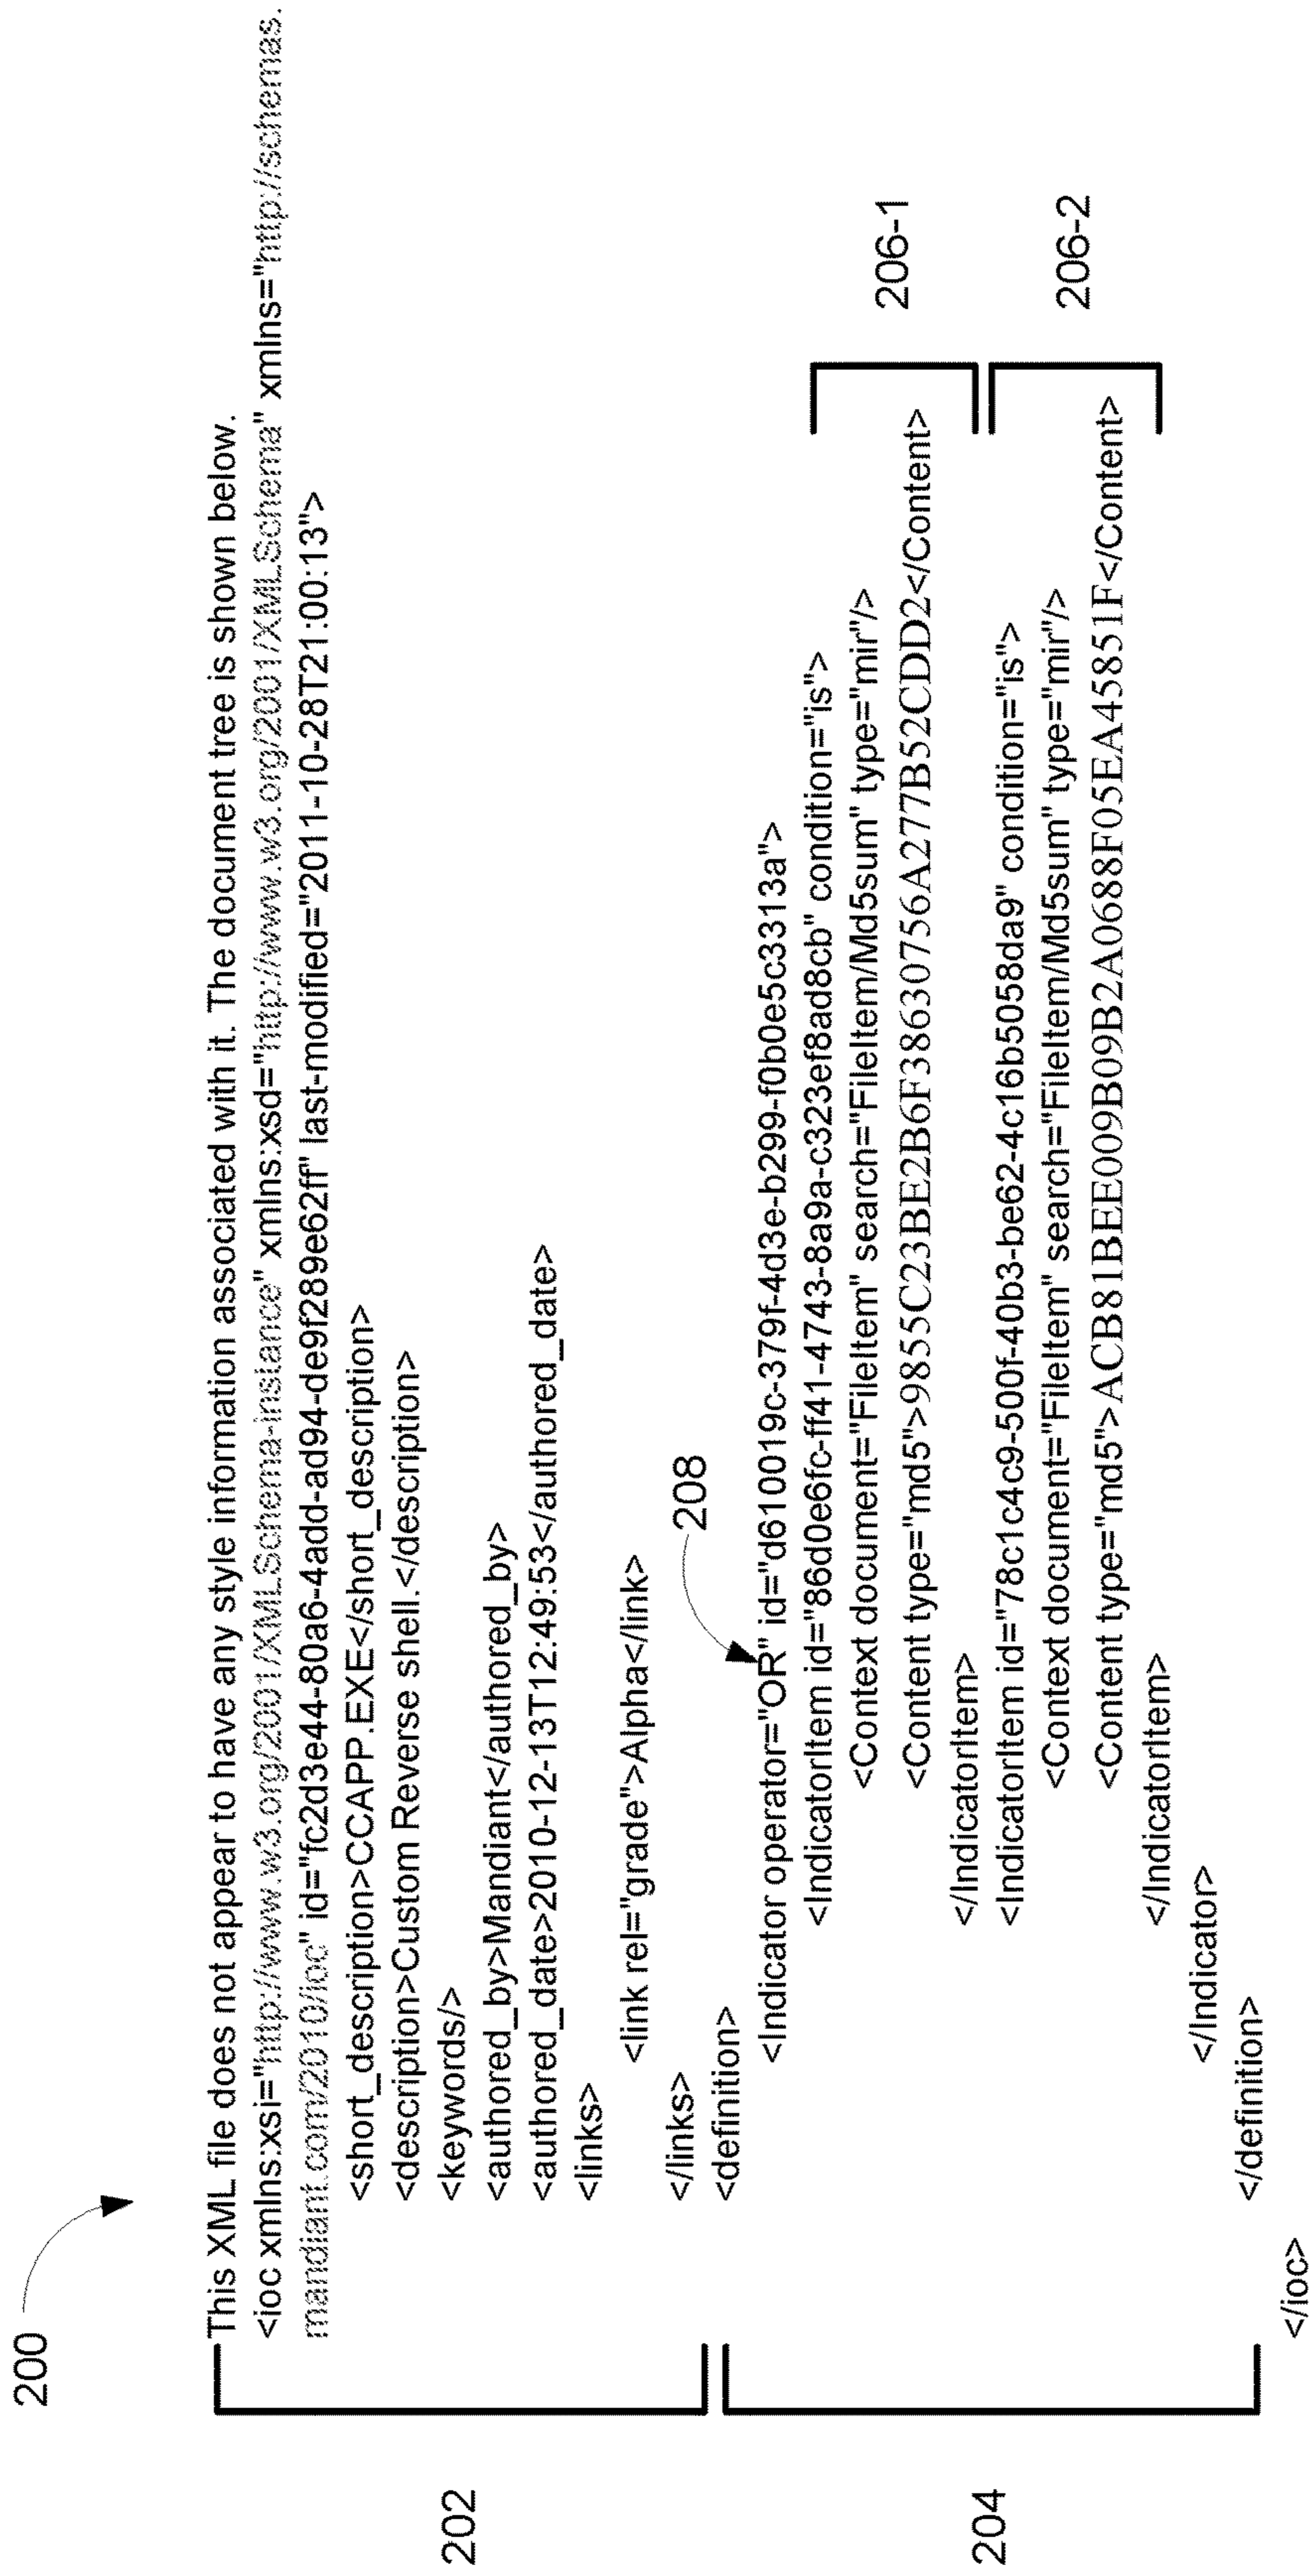 200
This XML file does not appear to have any style information associated with it. The document tree is shown below.
<ioc xmlns:xsi="http://www.w3.org/2001/XMLSchema-instance" xmlns:xsd="http://www.w3.org/2001/XMLSchema" xmlns="http://schemas.
mandiant.com/2010/ioc" id="fc2d3e44-80a6-4add-ad94-de9f289e62ff" last-modified="2011-10-28T21:00:13">
<short_description>CCAPP.EXE</short_description>
<description>Custom Reverse shell.</description>
<keywords/>
<authored_by>Mandiant</authored_by>
<authored_date>2010-12-13T12:49:53</authored_date>
<links>
<link rel="grade">Alpha</link>
</links>
202
208
<definition>
<Indicator operator="OR" id="d610019c-379f-4d3e-b299-f0b0e5c3313a">
<IndicatorItem id="86d0e6fc-ff41-4743-8a9a-c323ef8ad8cb" condition="is">
<Context document="FileItem" search="FileItem/Md5sum" type="mir"/>
<Content type="md5">9855C23BE2B6F38630756A277B52CDD2</Content>
</IndicatorItem>
206-1
<IndicatorItem id="78c1c4c9-500f-40b3-be62-4c16b5058da9" condition="is">
<Context document="FileItem" search="FileItem/Md5sum" type="mir"/>
<Content type="md5">ACB81BEE009B09B2A0688F05EA45851F</Content>
</IndicatorItem>
206-2
</Indicator>
</definition>
204
</ioc>